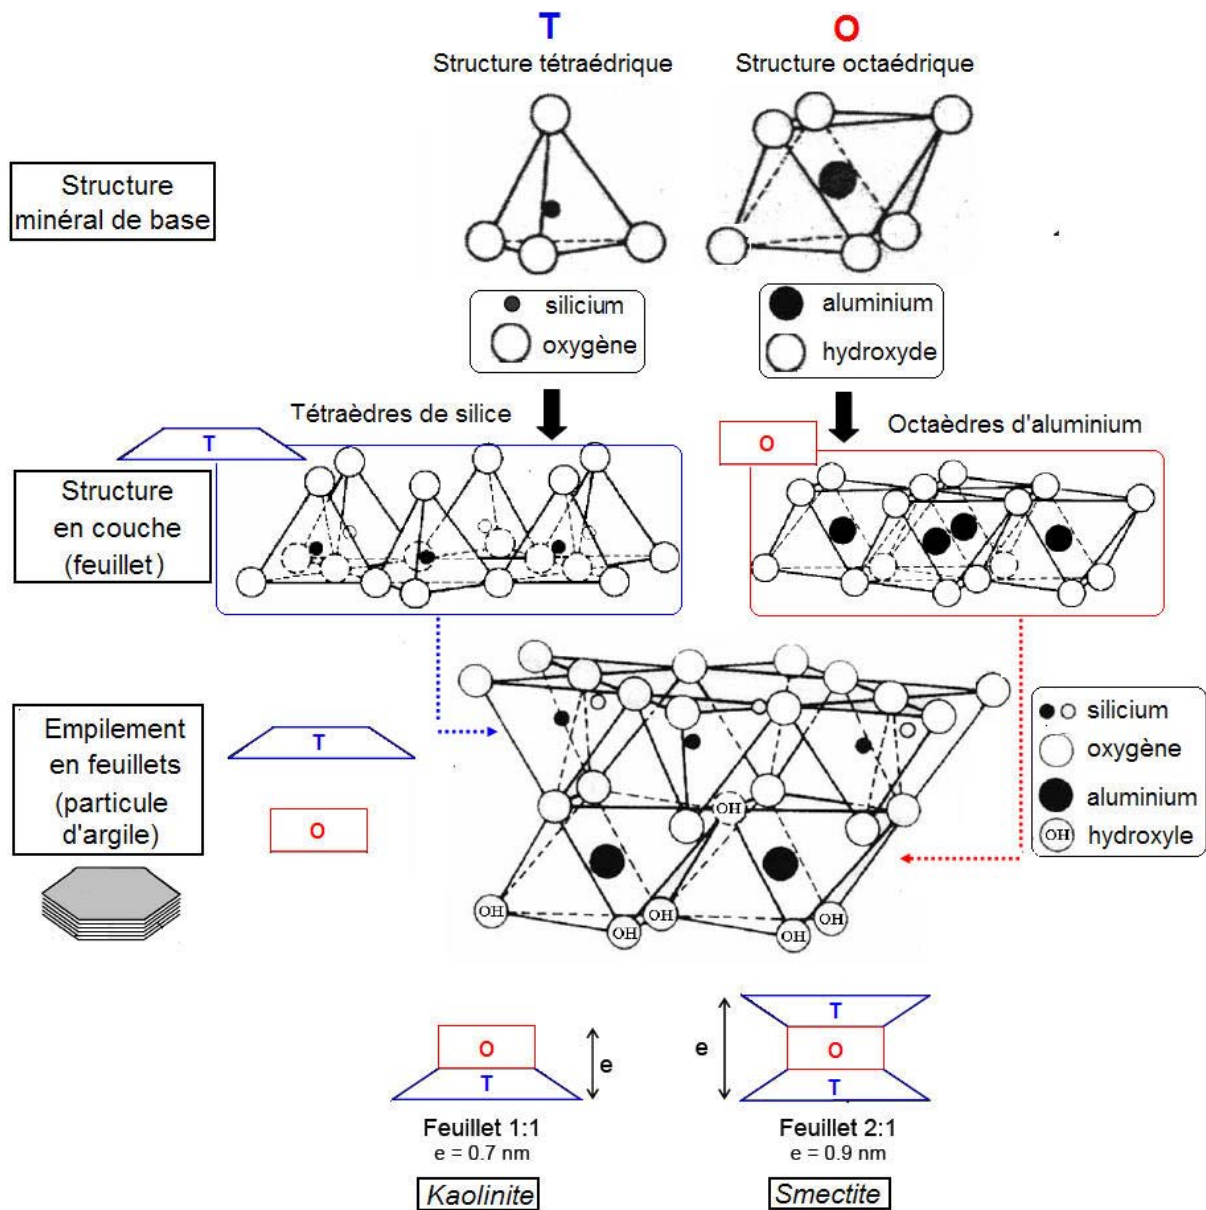 T
O
Structure tétraédrique
Structure octaédrique
Structure
minéral de base
silicium
oxygène
aluminium
hydroxyde
Tétraèdres de silice
Octaèdres d'aluminium
T
O
Structure
en couche
(feuillet)
Empilement
en feuillets
(particule
d'argile)
T
O
OH
OH
OH
OH
OH
OH
silicium
oxygène
aluminium
OH hydroxyle
O
T
e
T
O
T
e
Feuillet 1:1
e = 0.7 nm
Kaolinite
Feuillet 2:1
e = 0.9 nm
Smectite